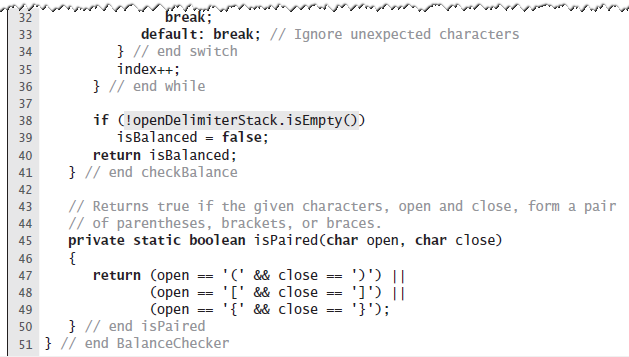 32 break;
33 default: break; // Ignore unexpected characters
34 } // end switch
35 index++;
36 } // end while
37
38 if (!openDelimiterStack.isEmpty())
39 isBalanced = false;
40 return isBalanced;
41 } // end checkBalance
42
43 // Returns true if the given characters, open and close, form a pair
44 // of parentheses, brackets, or braces.
45 private static boolean isPaired(char open, char close)
46 {
47 return (open == '(' && close == ')') ||
48 (open == '[' && close == ']') ||
49 (open == '{' && close == '}');
50 } // end isPaired
51 } // end BalanceChecker